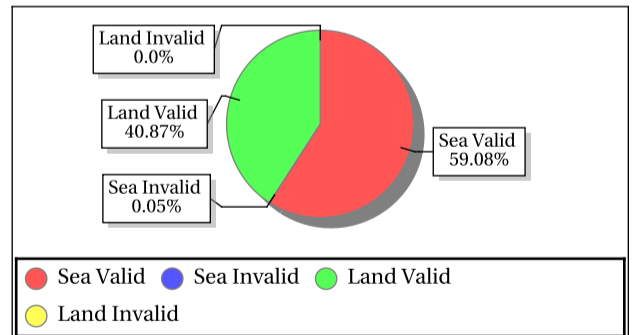 Land Invalid
0.0%
Land Valid
40.87%
Sea Valid
59.08%
Sea Invalid
0.05%
Sea Valid Sea Invalid Land Valid
Land Invalid